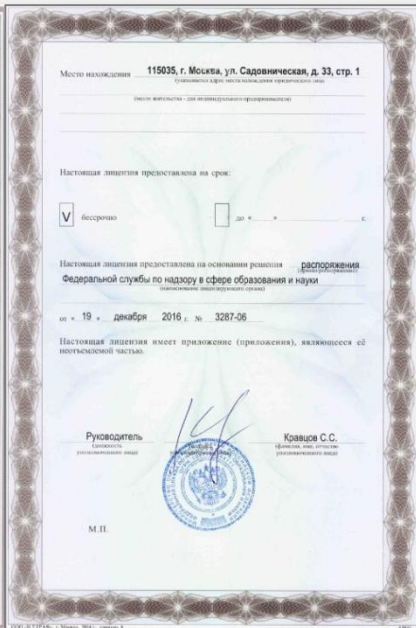 Место нахождения 115035, г. Москва, ул. Садовническая, д. 33, стр. 1
(указывается адрес места нахождения юридического лица
(место жительства - для индивидуального предпринимателя)
Настоящая лицензия предоставлена на срок:
V бессрочно до « » г.
Настоящая лицензия предоставлена на основании решения распоряжения
(приказ/распоряжение)
Федеральной службы по надзору в сфере образования и науки
(наименование лицензирующего органа)
от « 19 » декабря 2016 г. № 3287-06
Настоящая лицензия имеет приложение (приложения), являющееся её
неотъемлемой частью.
Руководитель Кравцов С.С.
(должность (фамилия, имя, отчество
уполномоченного лица) уполномоченного лица)
М.П.